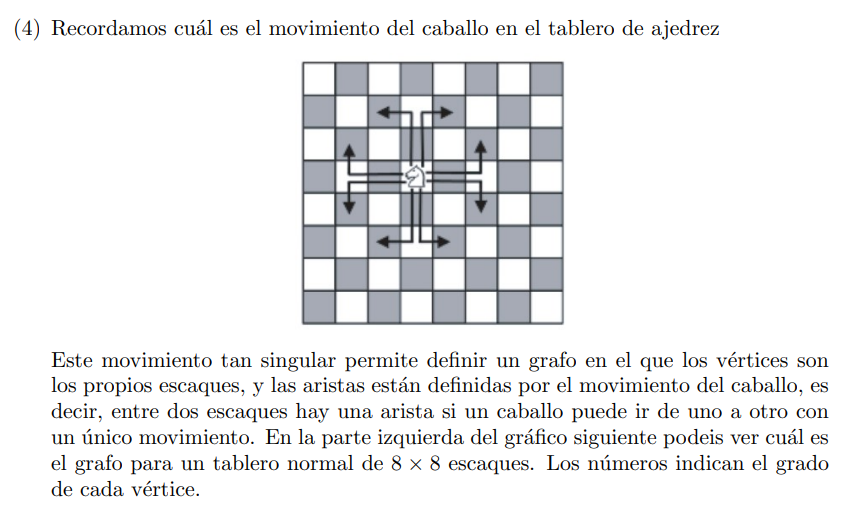 (4) Recordamos cuál es el movimiento del caballo en el tablero de ajedrez
Este movimiento tan singular permite definir un grafo en el que los vértices son
los propios escaques, y las aristas están definidas por el movimiento del caballo, es
decir, entre dos escaques hay una arista si un caballo puede ir de uno a otro con
un único movimiento. En la parte izquierda del gráfico siguiente podeis ver cuál es
el grafo para un tablero normal de 8 × 8 escaques. Los números indican el grado
de cada vértice.